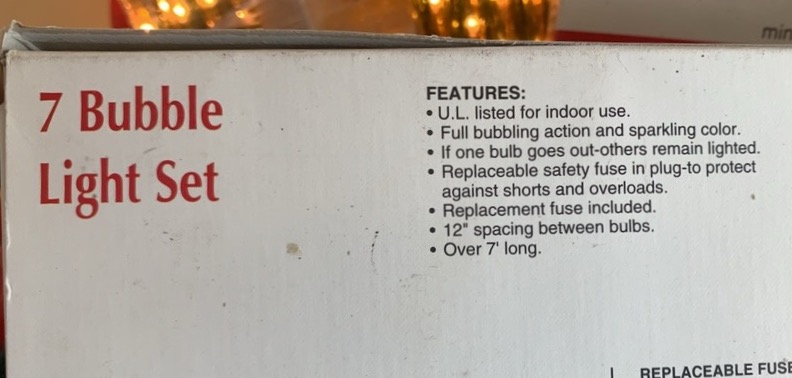 7 Bubble
Light Set
FEATURES:
• U.L. listed for indoor use.
• Full bubbling action and sparkling color.
• If one bulb goes out-others remain lighted.
• Replaceable safety fuse in plug-to protect
against shorts and overloads.
• Replacement fuse included.
• 12" spacing between bulbs.
• Over 7' long.
REPLACEABLE FUSE